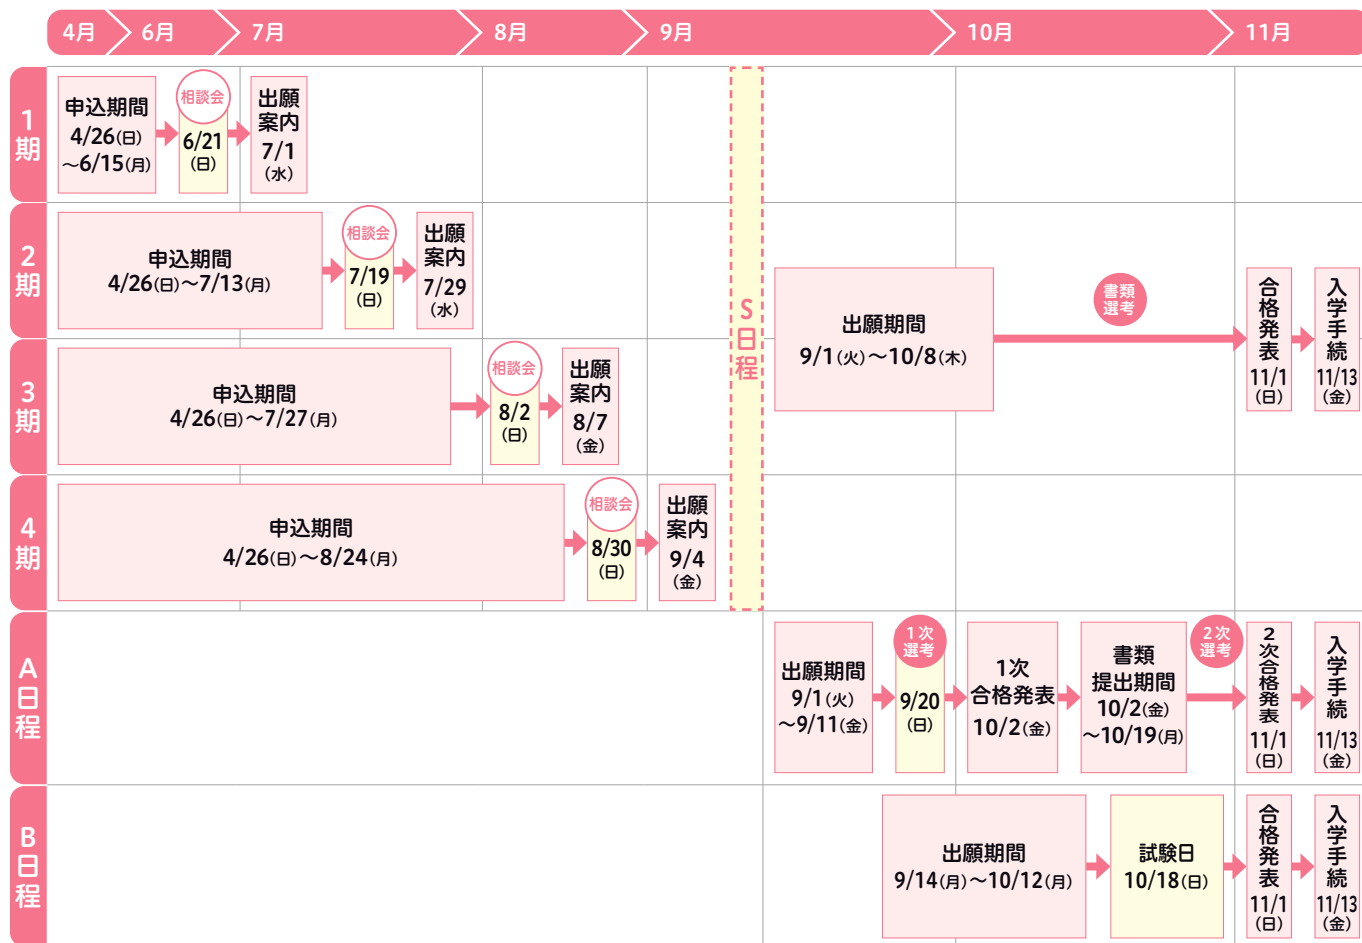 4月 6月 7月 8月 9月 10月 11月
1期
申込期間
4/26(日)
～6/15(月)
相談会
6/21
(日)
出願
案内
7/1
(水)
2期
申込期間
4/26(日)～7/13(月)
相談会
7/19
(日)
出願
案内
7/29
(水)
3期
申込期間
4/26(日)～7/27(月)
相談会
8/2
(日)
出願
案内
8/7
(金)
4期
申込期間
4/26(日)～8/24(月)
相談会
8/30
(日)
出願
案内
9/4
(金)
S日程
出願期間
9/1(火)～10/8(木)
書類
選考
合格発表
11/1
(日)
入学手続
11/13
(金)
A日程
出願期間
9/1(火)
～9/11(金)
1次
選考
9/20
(日)
1次
合格発表
10/2(金)
書類
提出期間
10/2(金)
～10/19(月)
2次
選考
2次合格発表
11/1
(日)
入学手続
11/13
(金)
B日程
出願期間
9/14(月)～10/12(月)
試験日
10/18(日)
合格発表
11/1
(日)
入学手続
11/13
(金)